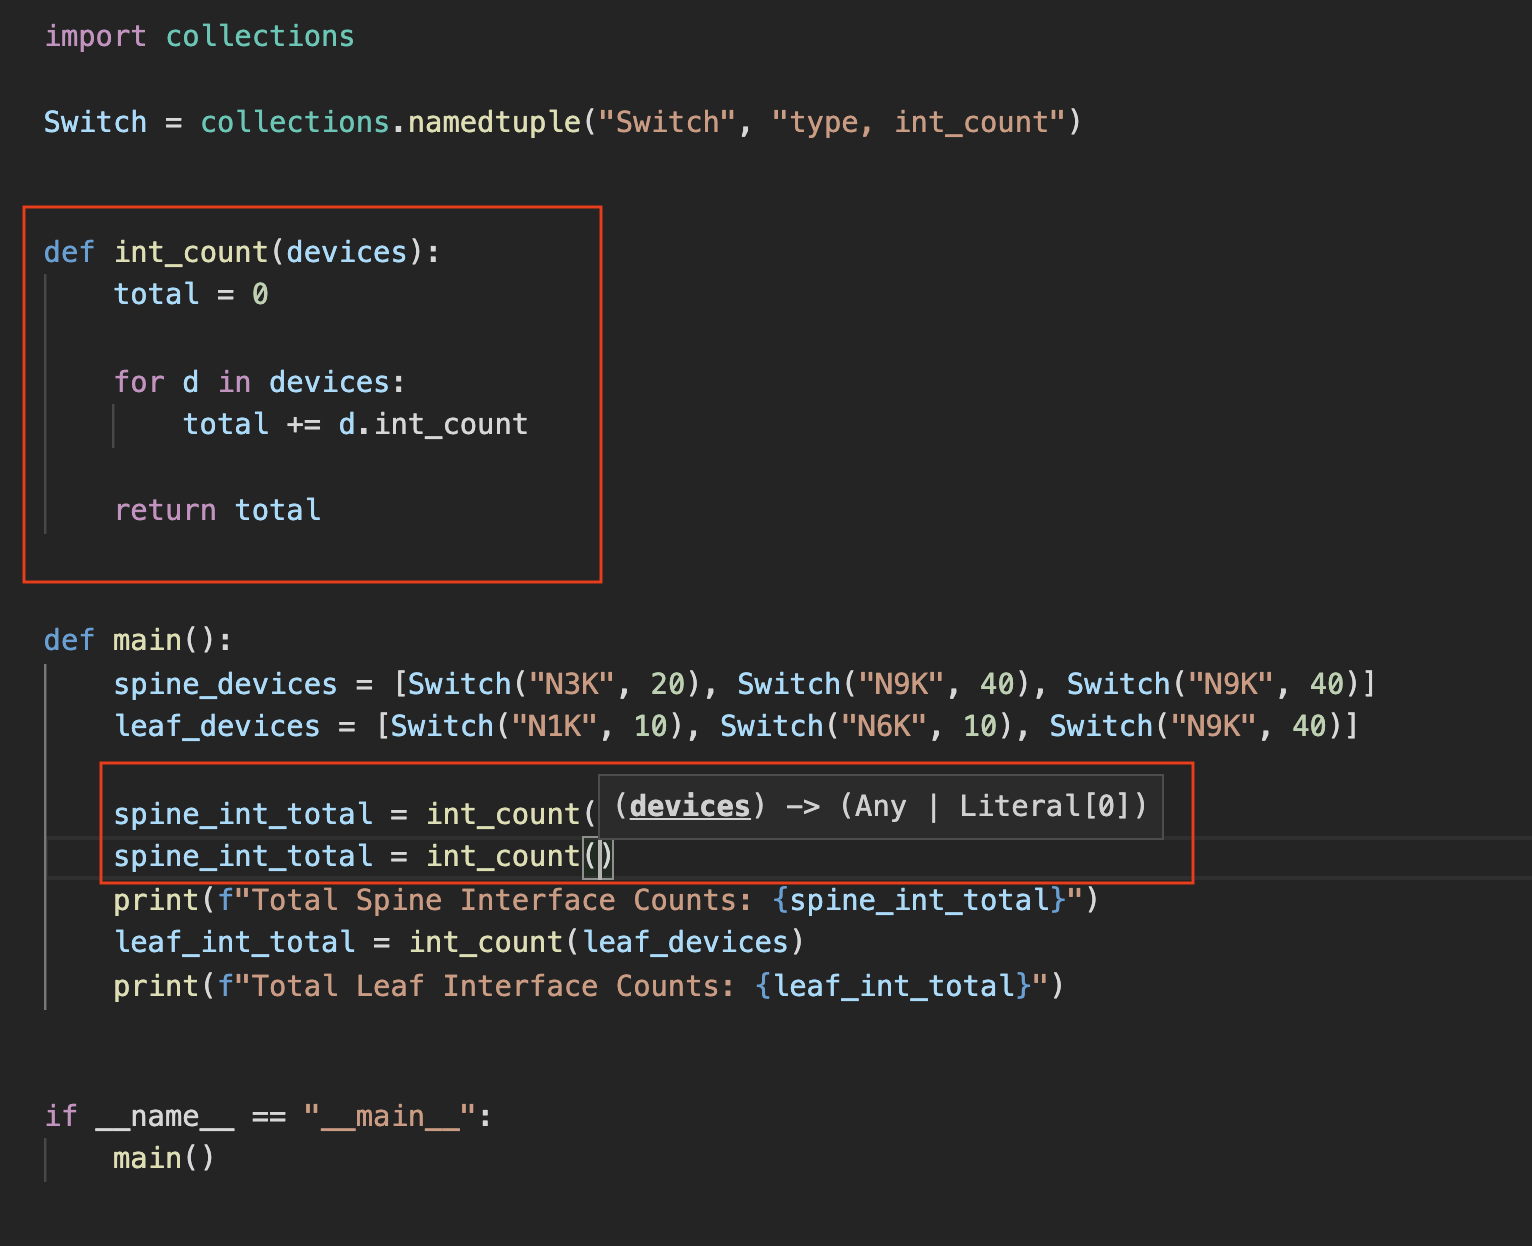 import collections
Switch = collections.namedtuple("Switch", "type, int_count")
def int_count(devices):
total = 0
for d in devices:
total += d.int_count
return total
def main():
spine_devices = [Switch("N3K", 20), Switch("N9K", 40), Switch("N9K", 40)]
leaf_devices = [Switch("N1K", 10), Switch("N6K", 10), Switch("N9K", 40)]
spine_int_total = int_count(
(devices) -> (Any | Literal[0])
spine_int_total = int_count()
print(f"Total Spine Interface Counts: {spine_int_total}")
leaf_int_total = int_count(leaf_devices)
print(f"Total Leaf Interface Counts: {leaf_int_total}")
if __name__ == "__main__":
main()